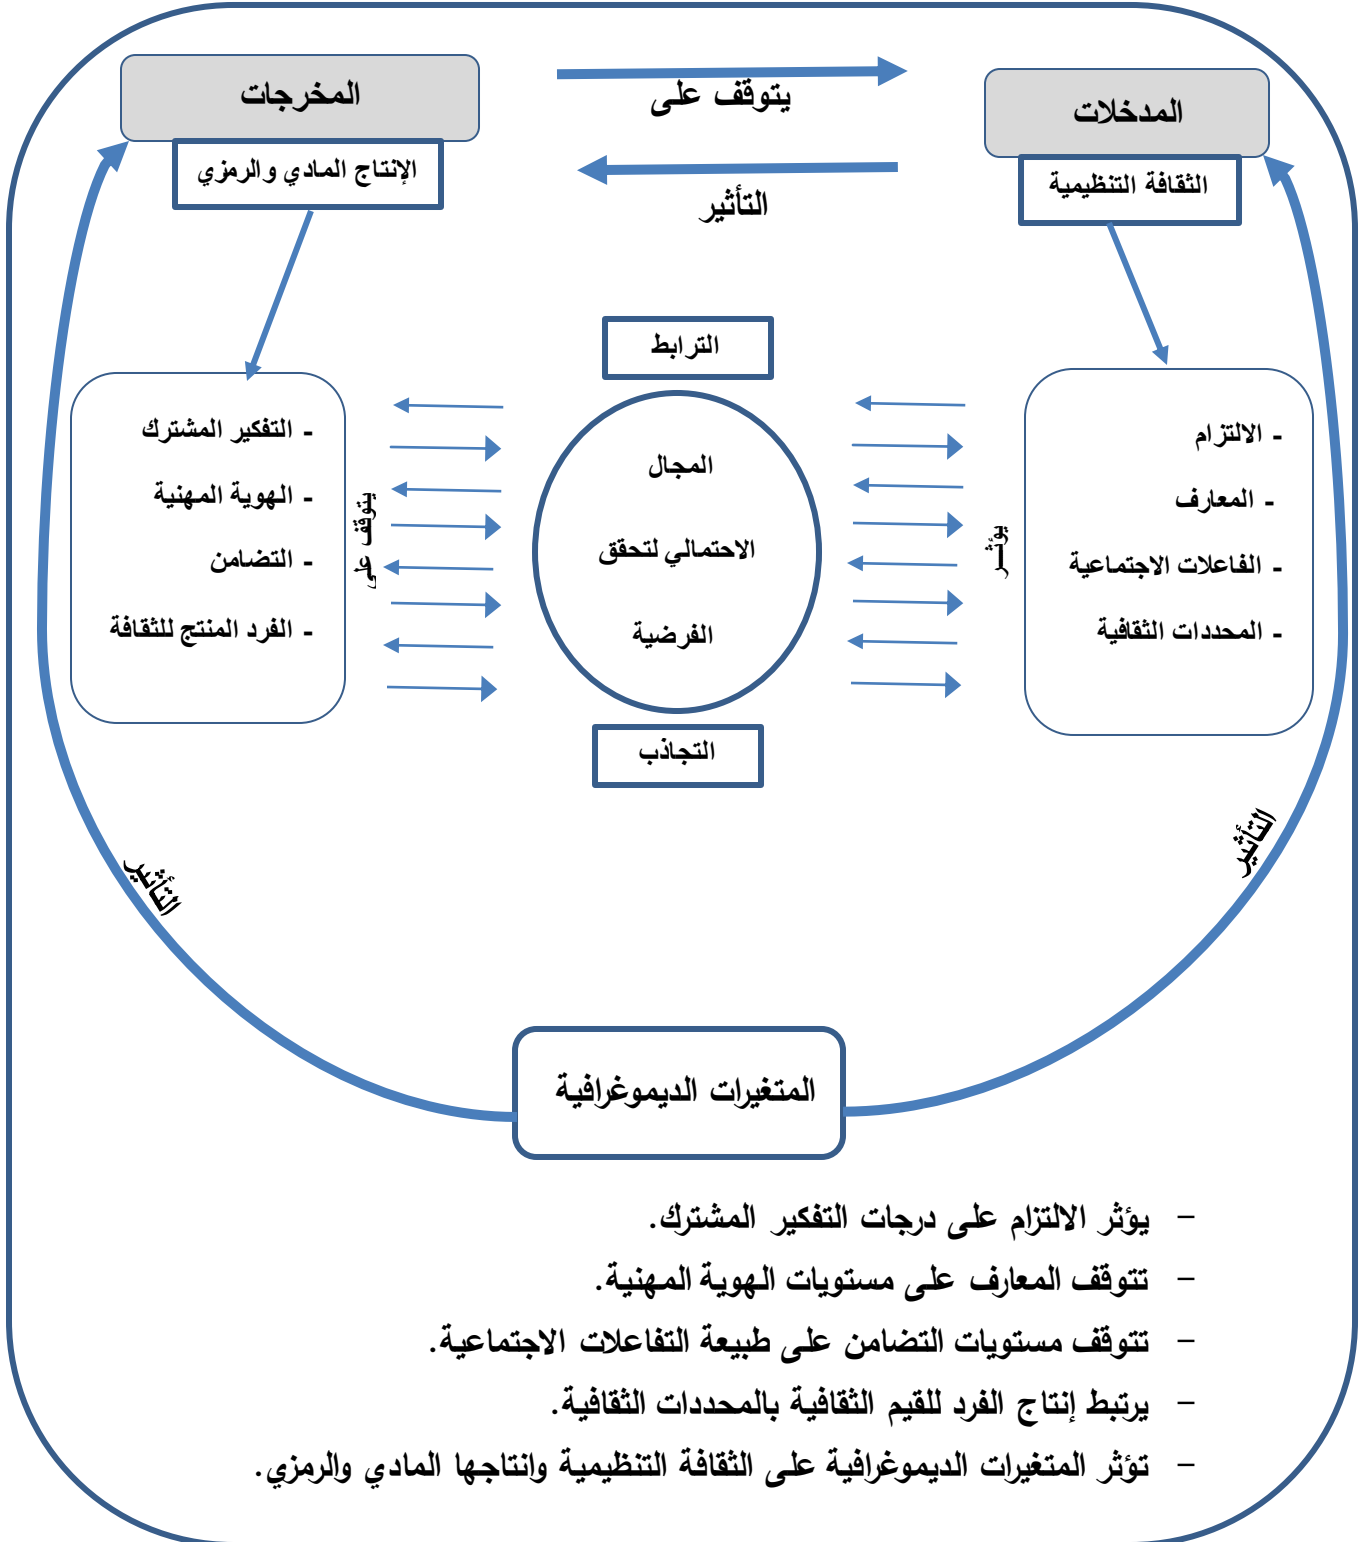 المدخلات
يتوقف على
المخرجات
الثقافة التنظيمية
التأثير
الإنتاج المادي والرمزي
الترابط
- الالتزام
- المعارف
- الفاعلات الاجتماعية
- المحددات الثقافية
يؤثر
المجال
الاحتمالي لتحقق
الفرضية
يتوقف على
- التفكير المشترك
- الهوية المهنية
- التضامن
- الفرد المنتج للثقافة
التجاذب
التأثير
التأثير
المتغيرات الديموغرافية
– يؤثر الالتزام على درجات التفكير المشترك.
– تتوقف المعارف على مستويات الهوية المهنية.
– تتوقف مستويات التضامن على طبيعة التفاعلات الاجتماعية.
– يرتبط إنتاج الفرد للقيم الثقافية بالمحددات الثقافية.
– تؤثر المتغيرات الديموغرافية على الثقافة التنظيمية وانتاجها المادي والرمزي.